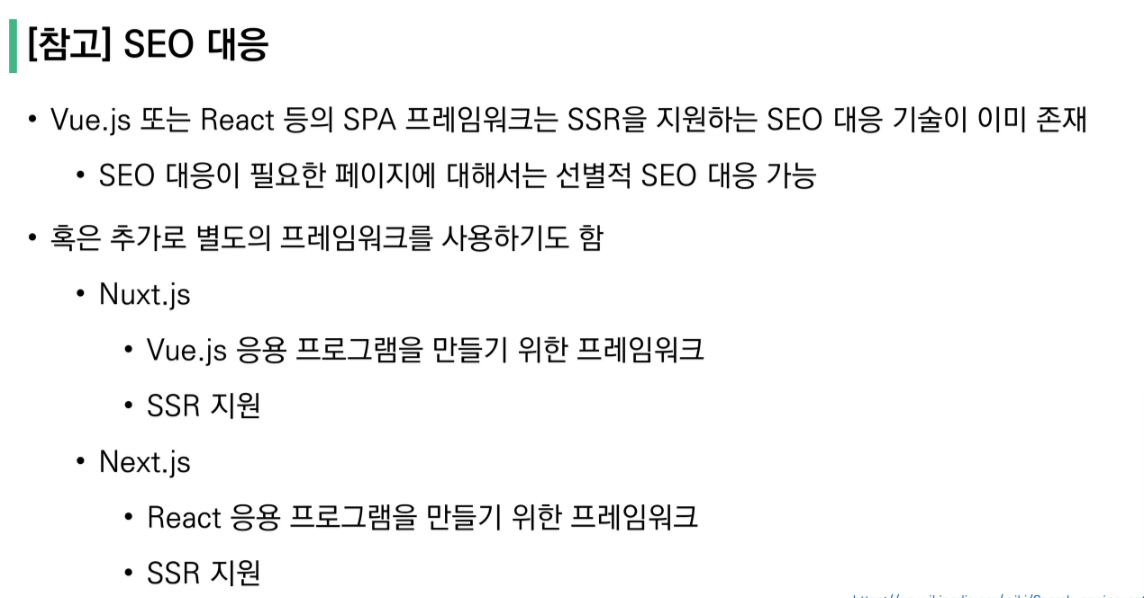 [참고] SEO 대응
• Vue.js 또는 React 등의 SPA 프레임워크는 SSR을 지원하는 SEO 대응 기술이 이미 존재
• SEO 대응이 필요한 페이지에 대해서는 선별적 SEO 대응 가능
• 혹은 추가로 별도의 프레임워크를 사용하기도 함
• Nuxt.js
• Vue.js 응용 프로그램을 만들기 위한 프레임워크
• SSR 지원
• Next.js
• React 응용 프로그램을 만들기 위한 프레임워크
• SSR 지원